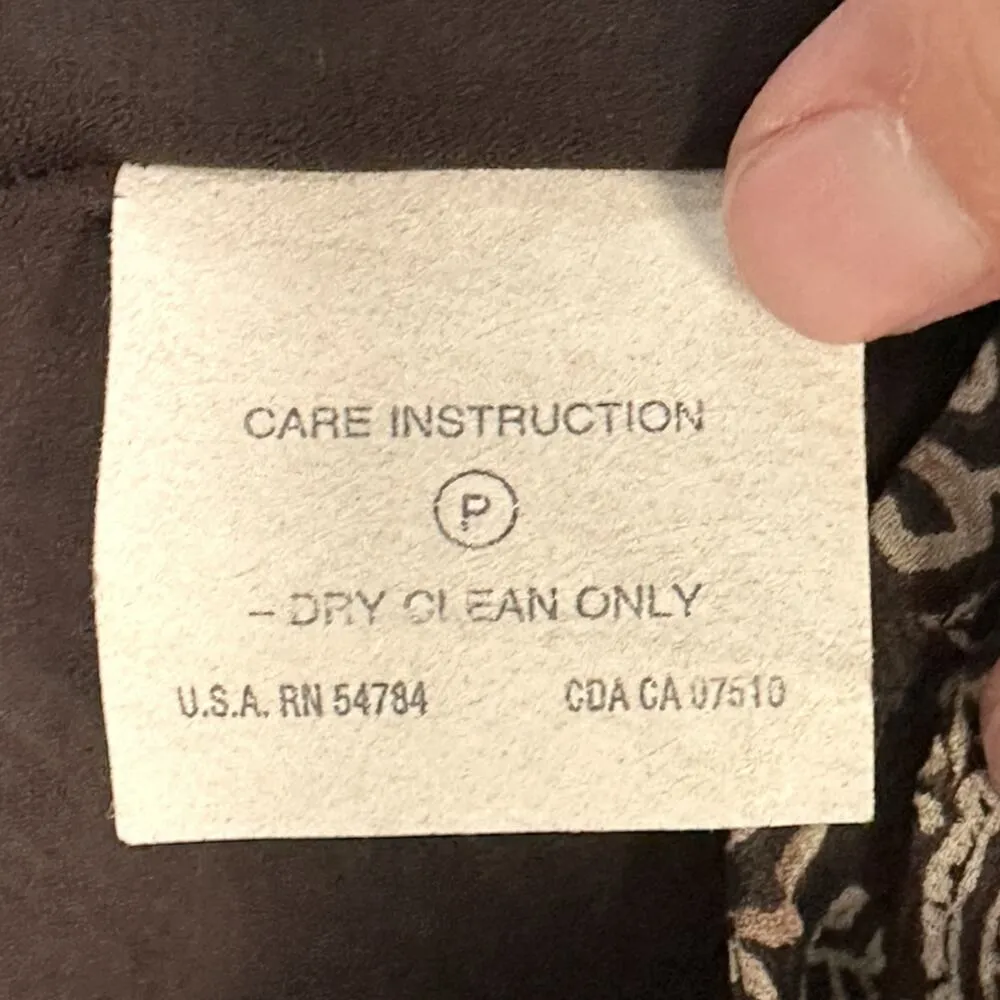 CARE INSTRUCTION
P
– DRY CLEAN ONLY
U.S.A. RN 54784 CDA CA 07510